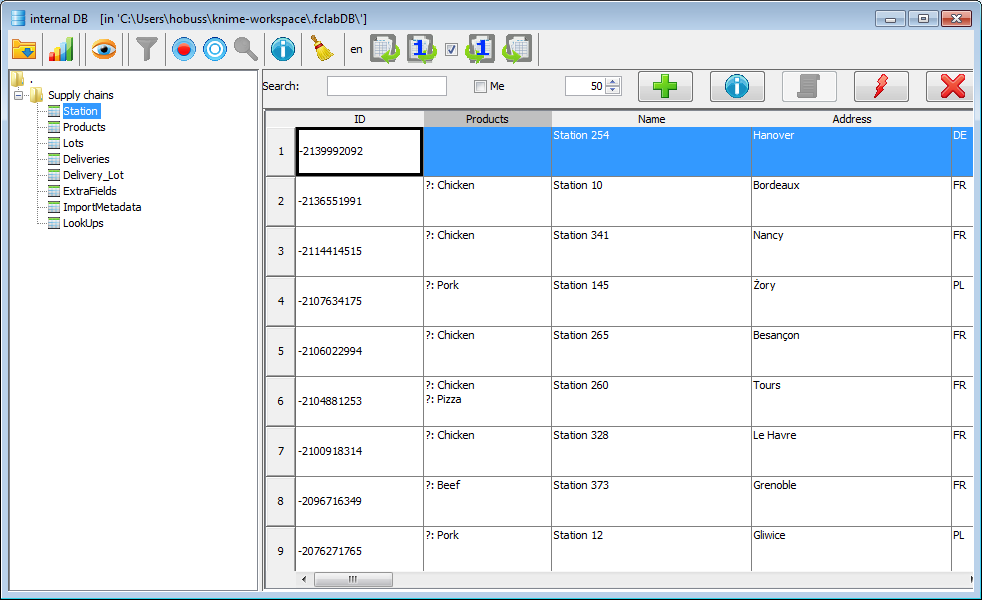 internal DB [in 'C:\Users\hobuss\knime-workspace\.fclabDB\']
en 1 1
Search: Me 50
.
Supply chains
Station
Products
Lots
Deliveries
Delivery_Lot
ExtraFields
ImportMetadata
LookUps
ID Products Name Address
1 -2139992092 Station 254 Hanover DE
2 -2136551991 ?: Chicken Station 10 Bordeaux FR
3 -2114414515 ?: Chicken Station 341 Nancy FR
4 -2107634175 ?: Pork Station 145 Żory PL
5 -2106022994 ?: Chicken Station 265 Besançon FR
6 -2104881253 ?: Chicken Station 260 Tours FR
?: Pizza
7 -2100918314 ?: Chicken Station 328 Le Havre FR
8 -2096716349 ?: Beef Station 373 Grenoble FR
9 -2076271765 ?: Pork Station 12 Gliwice PL